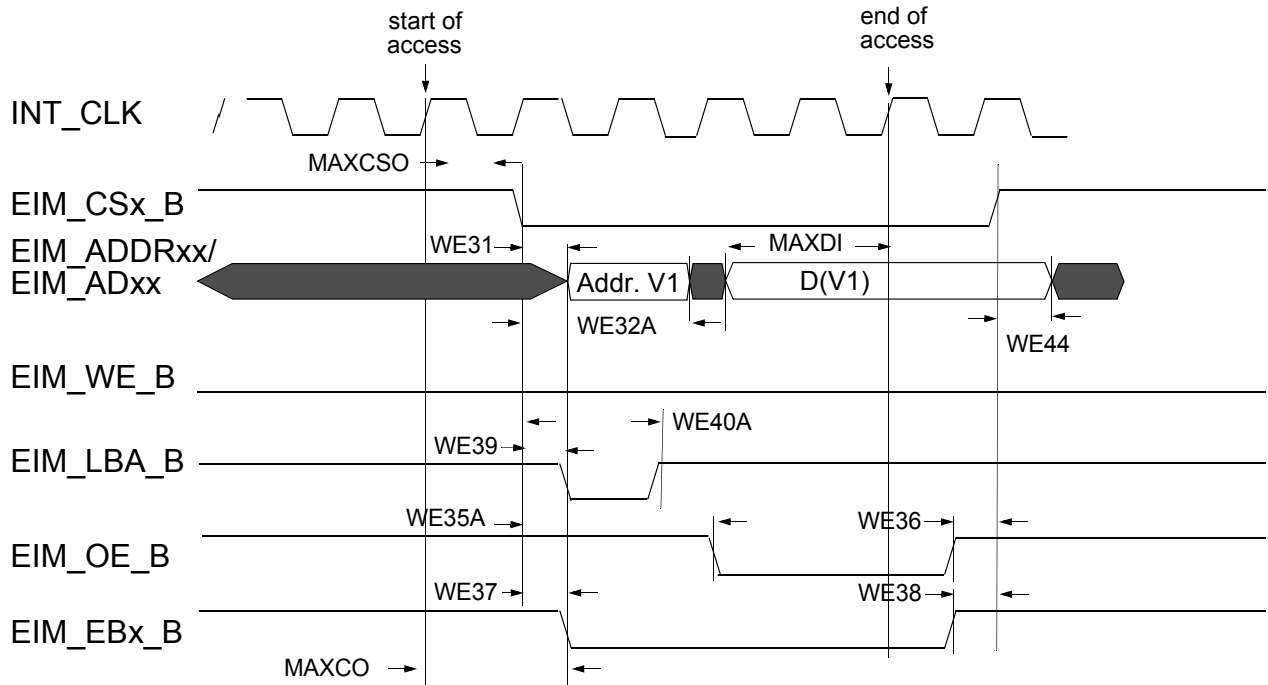 start of
access
end of
access
INT_CLK
MAXCSO
EIM_CSx_B
EIM_ADDRxx/
EIM_ADxx
WE31
MAXDI
Addr. V1
D(V1)
WE32A
WE44
EIM_WE_B
WE40A
WE39
EIM_LBA_B
WE35A
WE36
EIM_OE_B
WE37
WE38
EIM_EBx_B
MAXCO